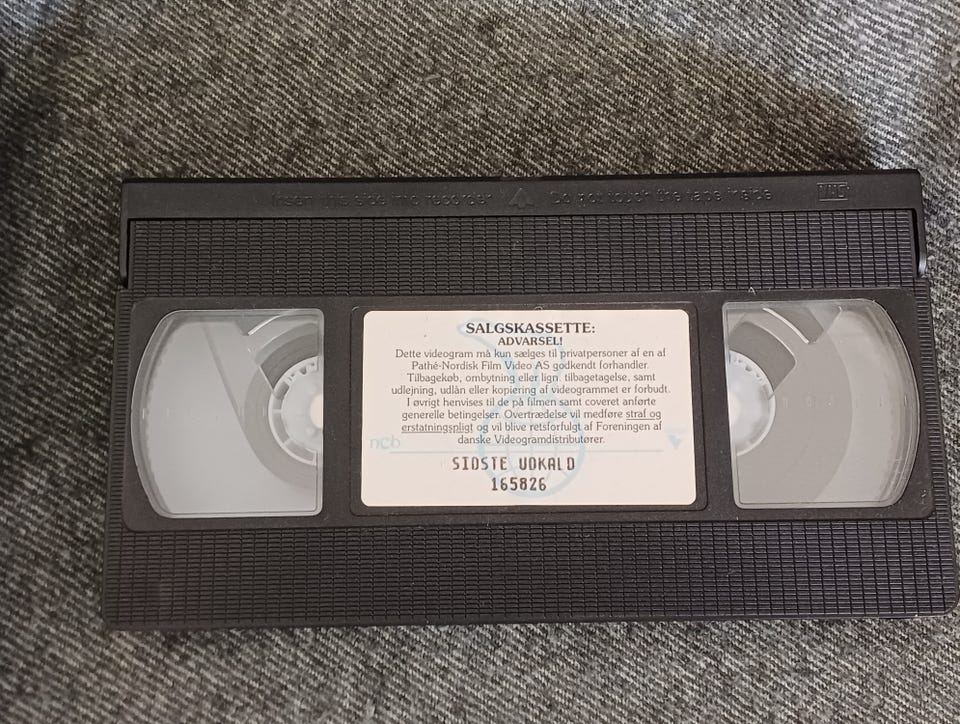 Insert this side into recorder Do not touch the tape inside VHS
SALGSKASSETTE:
ADVARSEL!
Dette videogram må kun sælges til privatpersoner af en af
Pathé-Nordisk Film Video AS godkendt forhandler.
Tilbagekøb, ombytning eller lign. tilbagetagelse, samt
udlejning, udlån eller kopiering af videogrammet er forbudt.
I øvrigt henvises til de på filmen samt coveret anførte
generelle betingelser. Overtrædelse vil medføre straf og
erstatningspligt og vil blive retsforfulgt af Foreningen af
danske Videogramdistributører.
ncb
SIDSTE UDKALD
165826